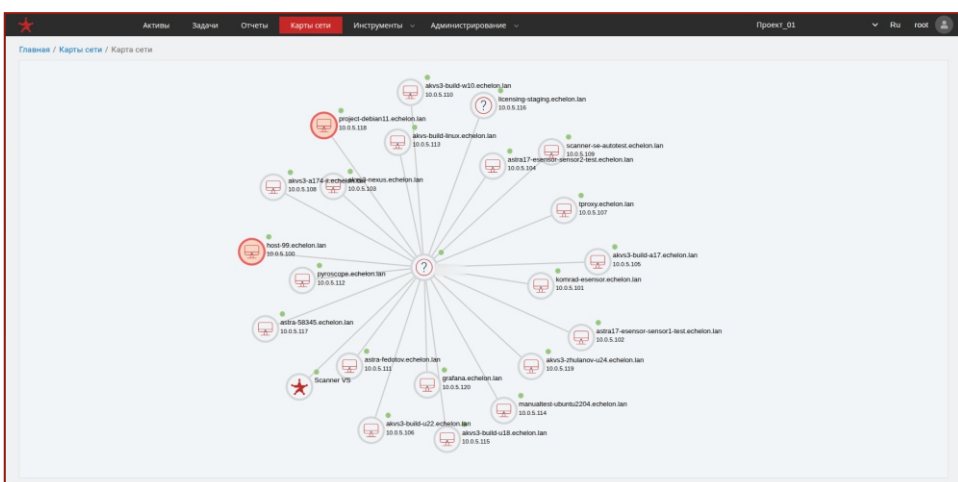 Активы Задачи Отчеты Карты сети Инструменты Администрирование Проект_01 Ru root
Главная / Карты сети / Карта сети
akvs3-build-w10.echelon.lan
10.0.5.110
licensing-staging.echelon.lan
10.0.5.116
project-debian11.echelon.lan
10.0.5.118
akvs-build-linux.echelon.lan
10.0.5.113
scanner-se-autotest.echelon.lan
10.0.5.109
astra17-esensor-sensor2-test.echelon.lan
10.0.5.104
akvs3-a174-z.echelon.lan
10.0.5.108
akvs3-nexus.echelon.lan
10.0.5.103
tproxy.echelon.lan
10.0.5.107
host-99.echelon.lan
10.0.5.100
akvs3-build-a17.echelon.lan
10.0.5.105
pyroscope.echelon.lan
10.0.5.112
komrad-esensor.echelon.lan
10.0.5.101
astra-58345.echelon.lan
10.0.5.117
astra17-esensor-sensor1-test.echelon.lan
10.0.5.102
astra-fedotov.echelon.lan
10.0.5.111
akvs3-zhulanov-u24.echelon.lan
10.0.5.119
Scanner VS
grafana.echelon.lan
10.0.5.120
manualtest-ubuntu2204.echelon.lan
10.0.5.114
akvs3-build-u22.echelon.lan
10.0.5.106
akvs3-build-u18.echelon.lan
10.0.5.115